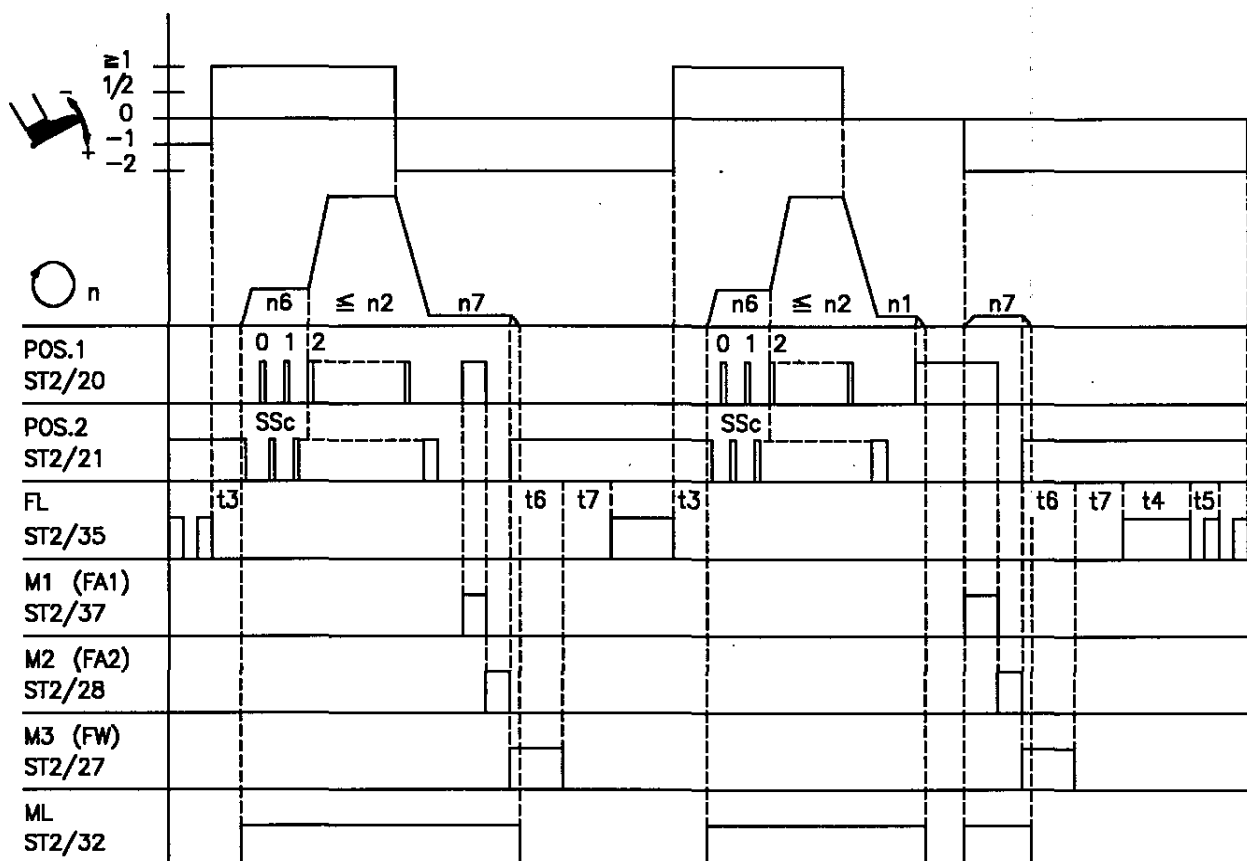 ≧1
1/2
0
-1
-2
-
+
n
n6 ≦ n2 n7 n6 ≦ n2 n1 n7
POS.1 0 1 2 0 1 2
ST2/20
POS.2 SSc SSc
ST2/21
FL t3 t6 t7 t3 t6 t7 t4 t5
ST2/35
M1 (FA1)
ST2/37
M2 (FA2)
ST2/28
M3 (FW)
ST2/27
ML
ST2/32